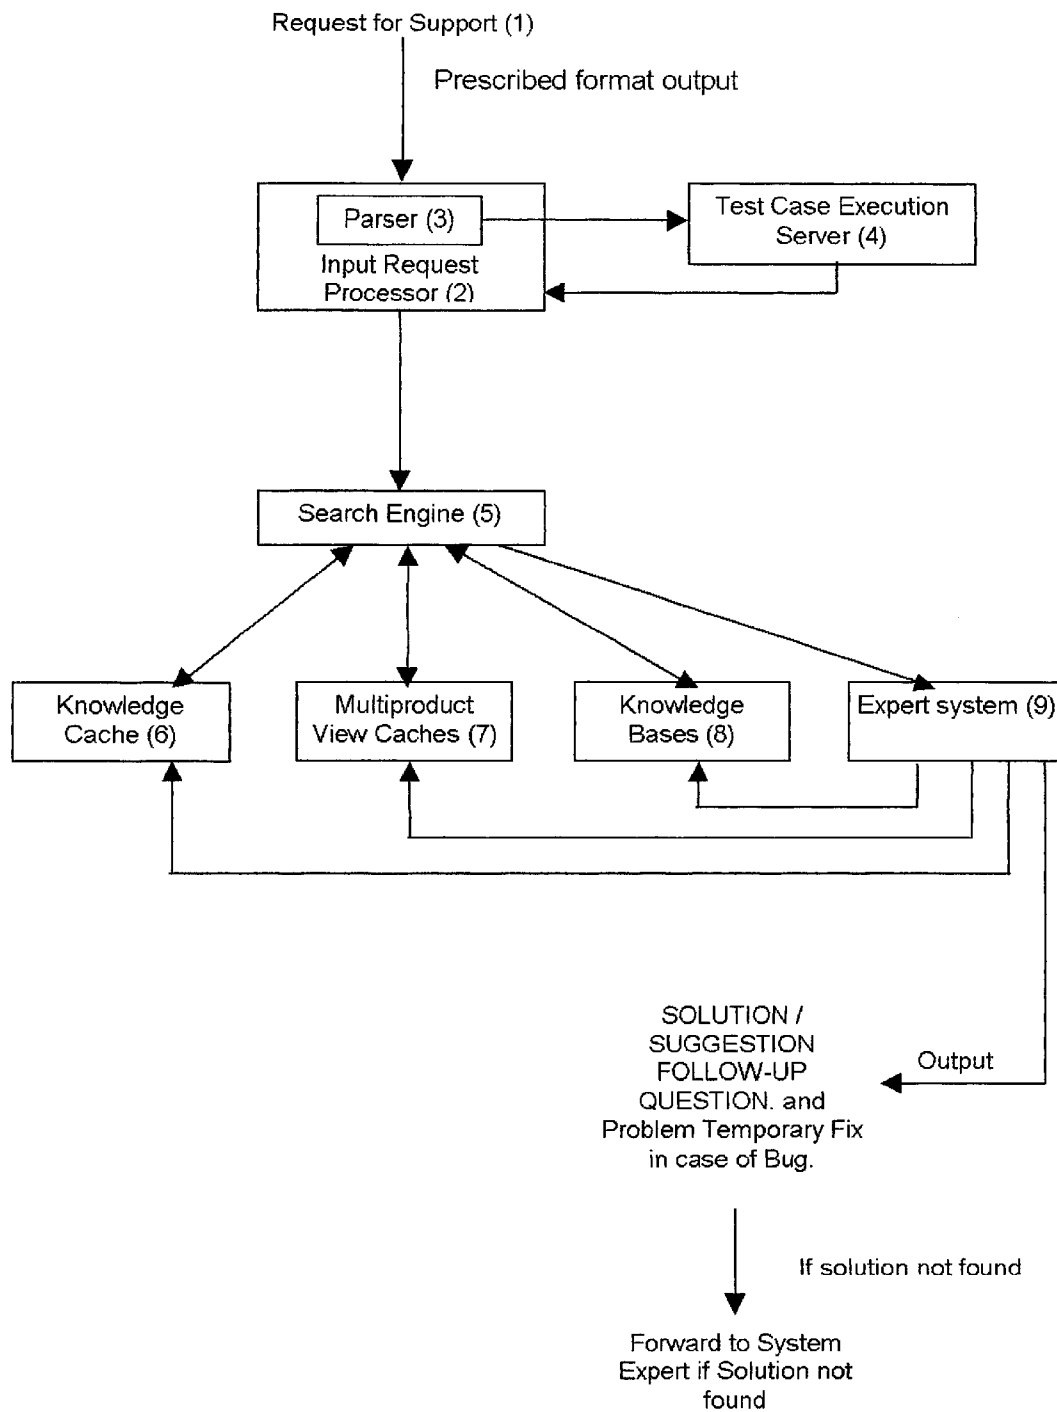 Request for Support (1)
Prescribed format output
Parser (3)
Input Request
Processor (2)
Test Case Execution
Server (4)
Search Engine (5)
Knowledge
Cache (6)
Multiproduct
View Caches (7)
Knowledge
Bases (8)
Expert system (9)
SOLUTION /
SUGGESTION
FOLLOW-UP
QUESTION. and
Problem Temporary Fix
in case of Bug.
Output
If solution not found
Forward to System
Expert if Solution not
found